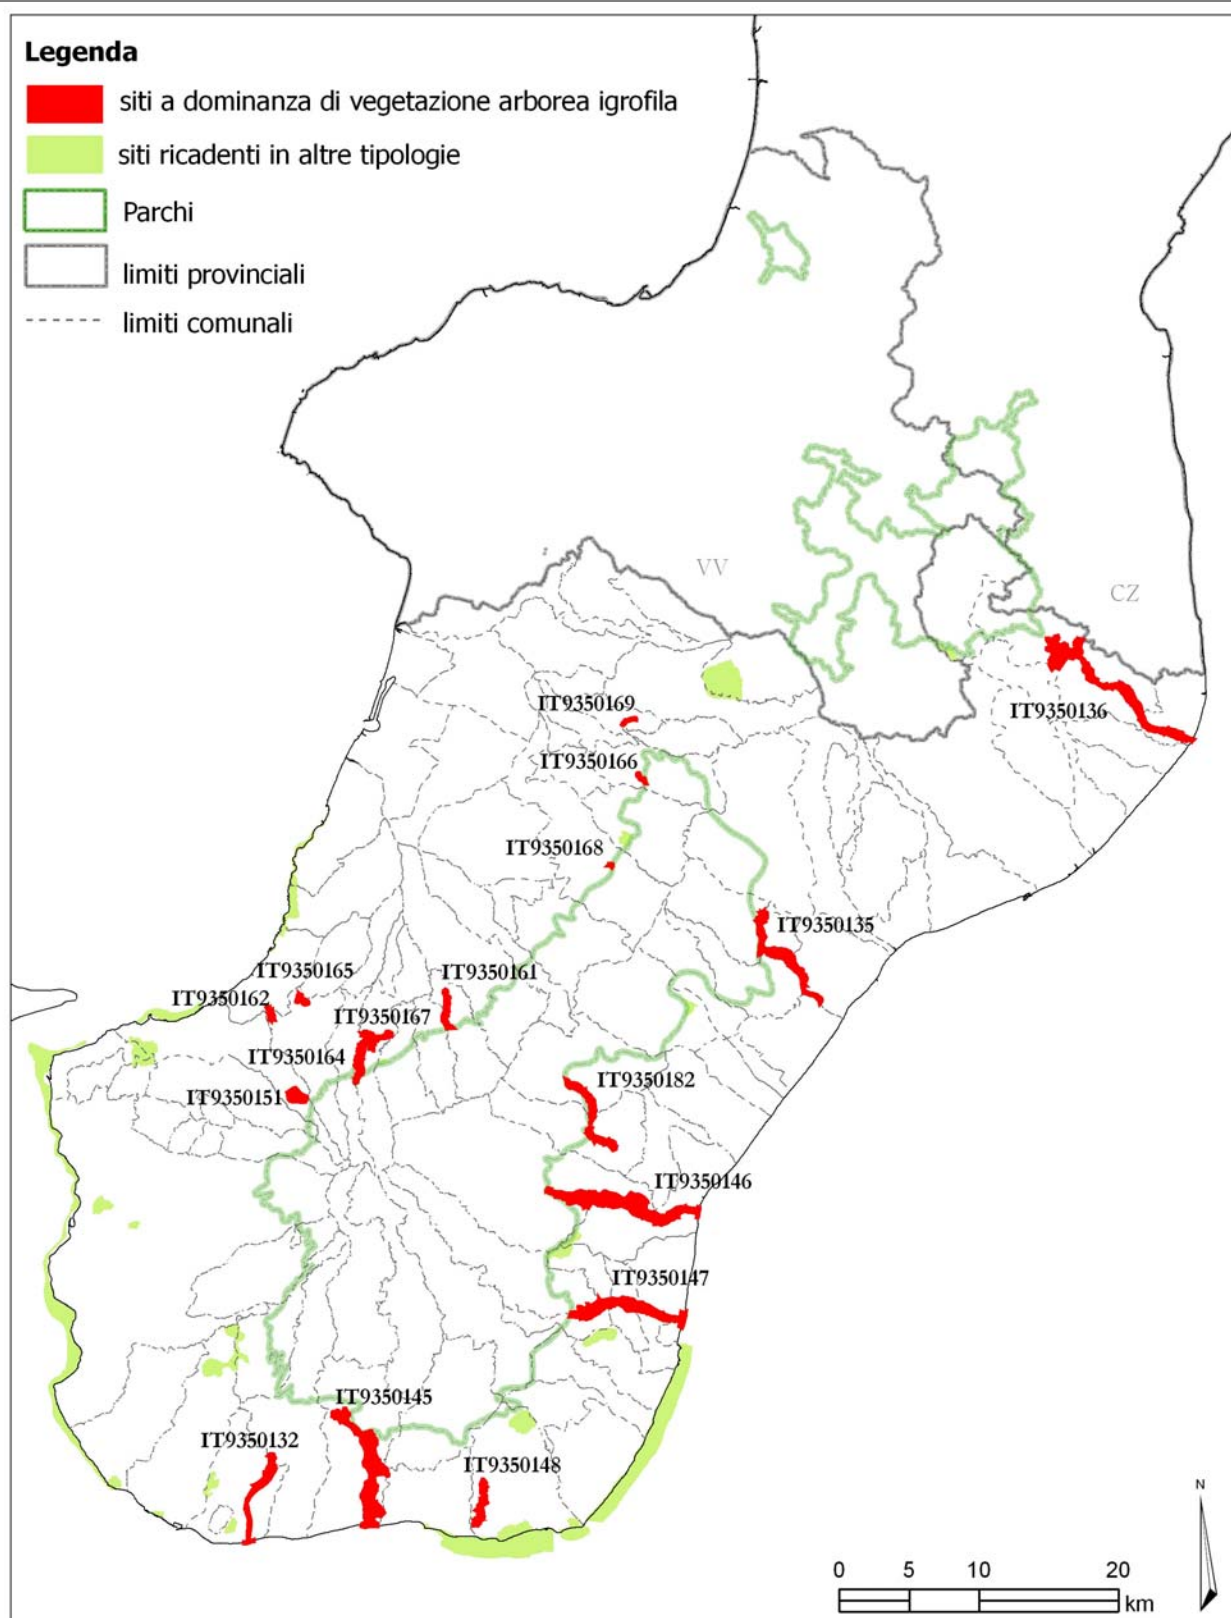 Legenda
siti a dominanza di vegetazione arborea igrofila
siti ricadenti in altre tipologie
Parchi
limiti provinciali
limiti comunali
VV
CZ
IT9350169
IT9350136
IT9350166
IT9350168
IT9350135
IT9350165
IT9350161
IT9350162
IT9350167
IT9350164
IT9350182
IT9350151
IT9350146
IT9350147
IT9350145
IT9350132
IT9350148
N
0 5 10 20
km